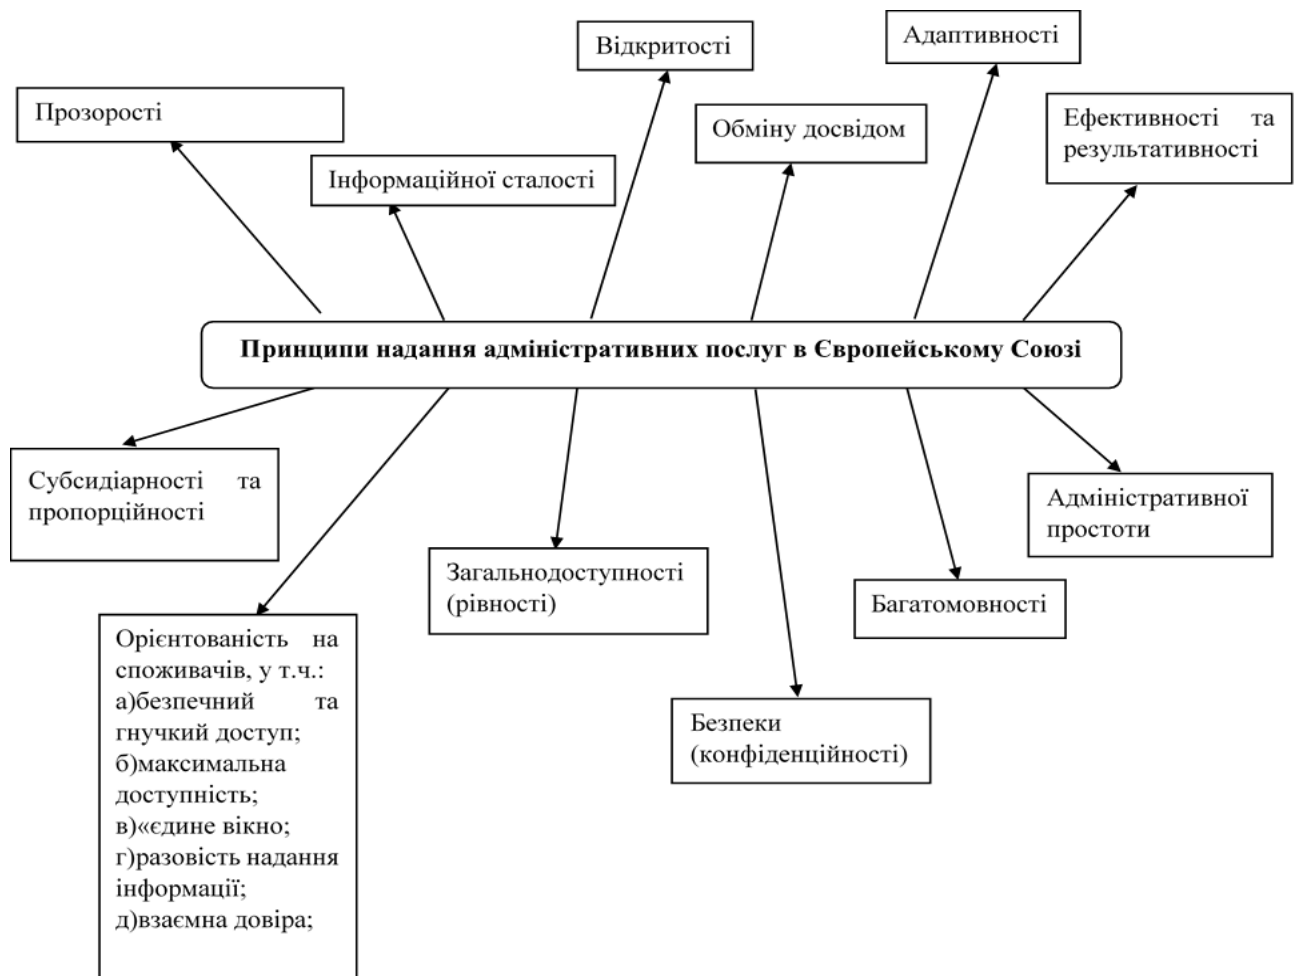 Відкритості
Адаптивності
Прозорості
Обміну досвідом
Ефективності та
результативності
Інформаційної сталості
Принципи надання адміністративних послуг в Європейському Союзі
Субсидіарності та
пропорційності
Адміністративної
простоти
Загальнодоступності
(рівності)
Багатомовності
Орієнтованість на
споживачів, у т.ч.:
а)безпечний та
гнучкий доступ;
б)максимальна
доступність;
в)«єдине вікно;
г)разовість надання
інформації;
д)взаємна довіра;
Безпеки
(конфіденційності)